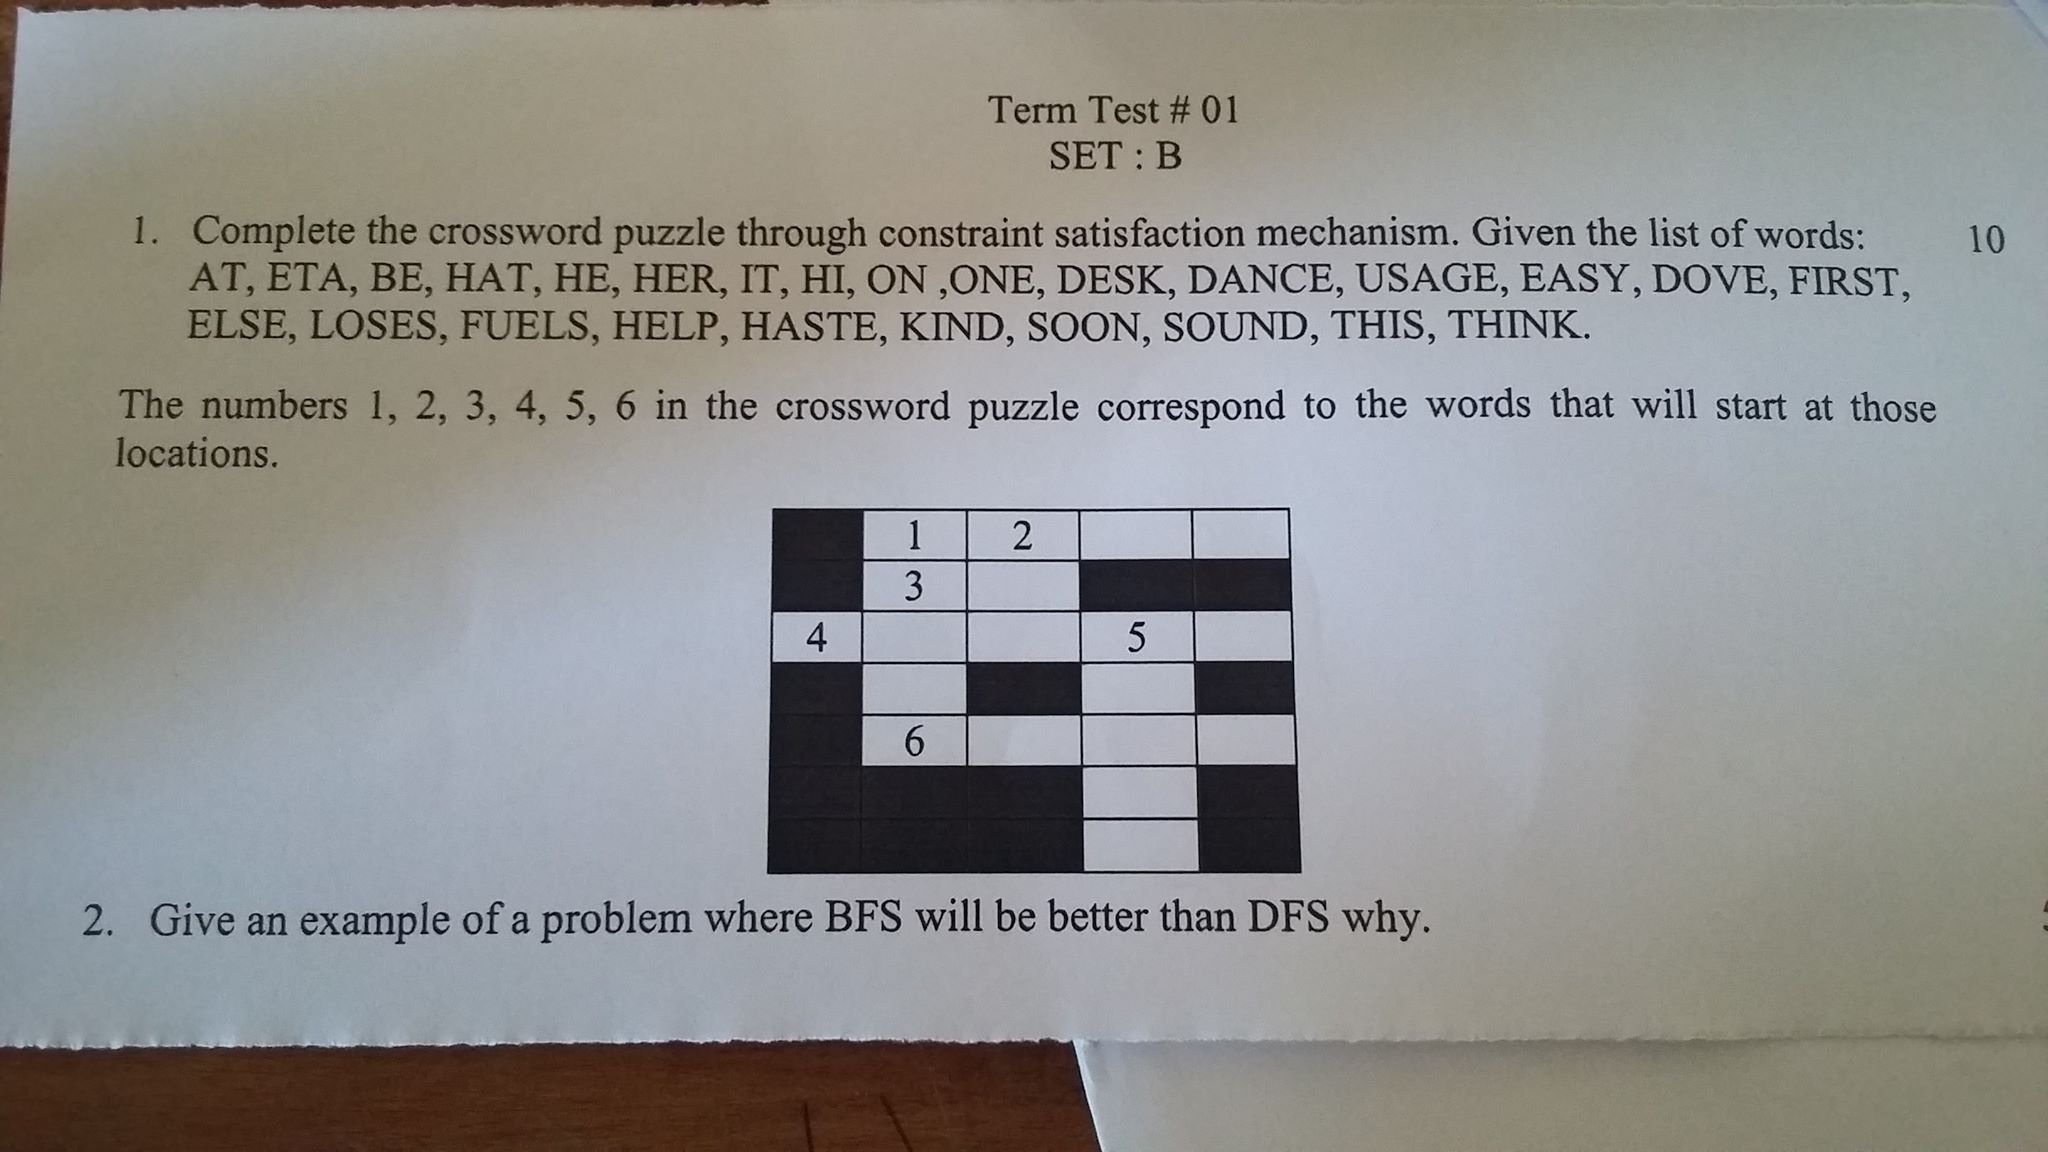 Term Test # 01
SET : B
1. Complete the crossword puzzle through constraint satisfaction mechanism. Given the list of words: 10
AT, ETA, BE, HAT, HE, HER, IT, HI, ON ,ONE, DESK, DANCE, USAGE, EASY, DOVE, FIRST,
ELSE, LOSES, FUELS, HELP, HASTE, KIND, SOON, SOUND, THIS, THINK.
The numbers 1, 2, 3, 4, 5, 6 in the crossword puzzle correspond to the words that will start at those
locations.
1 2
3
4 5
6
2. Give an example of a problem where BFS will be better than DFS why.